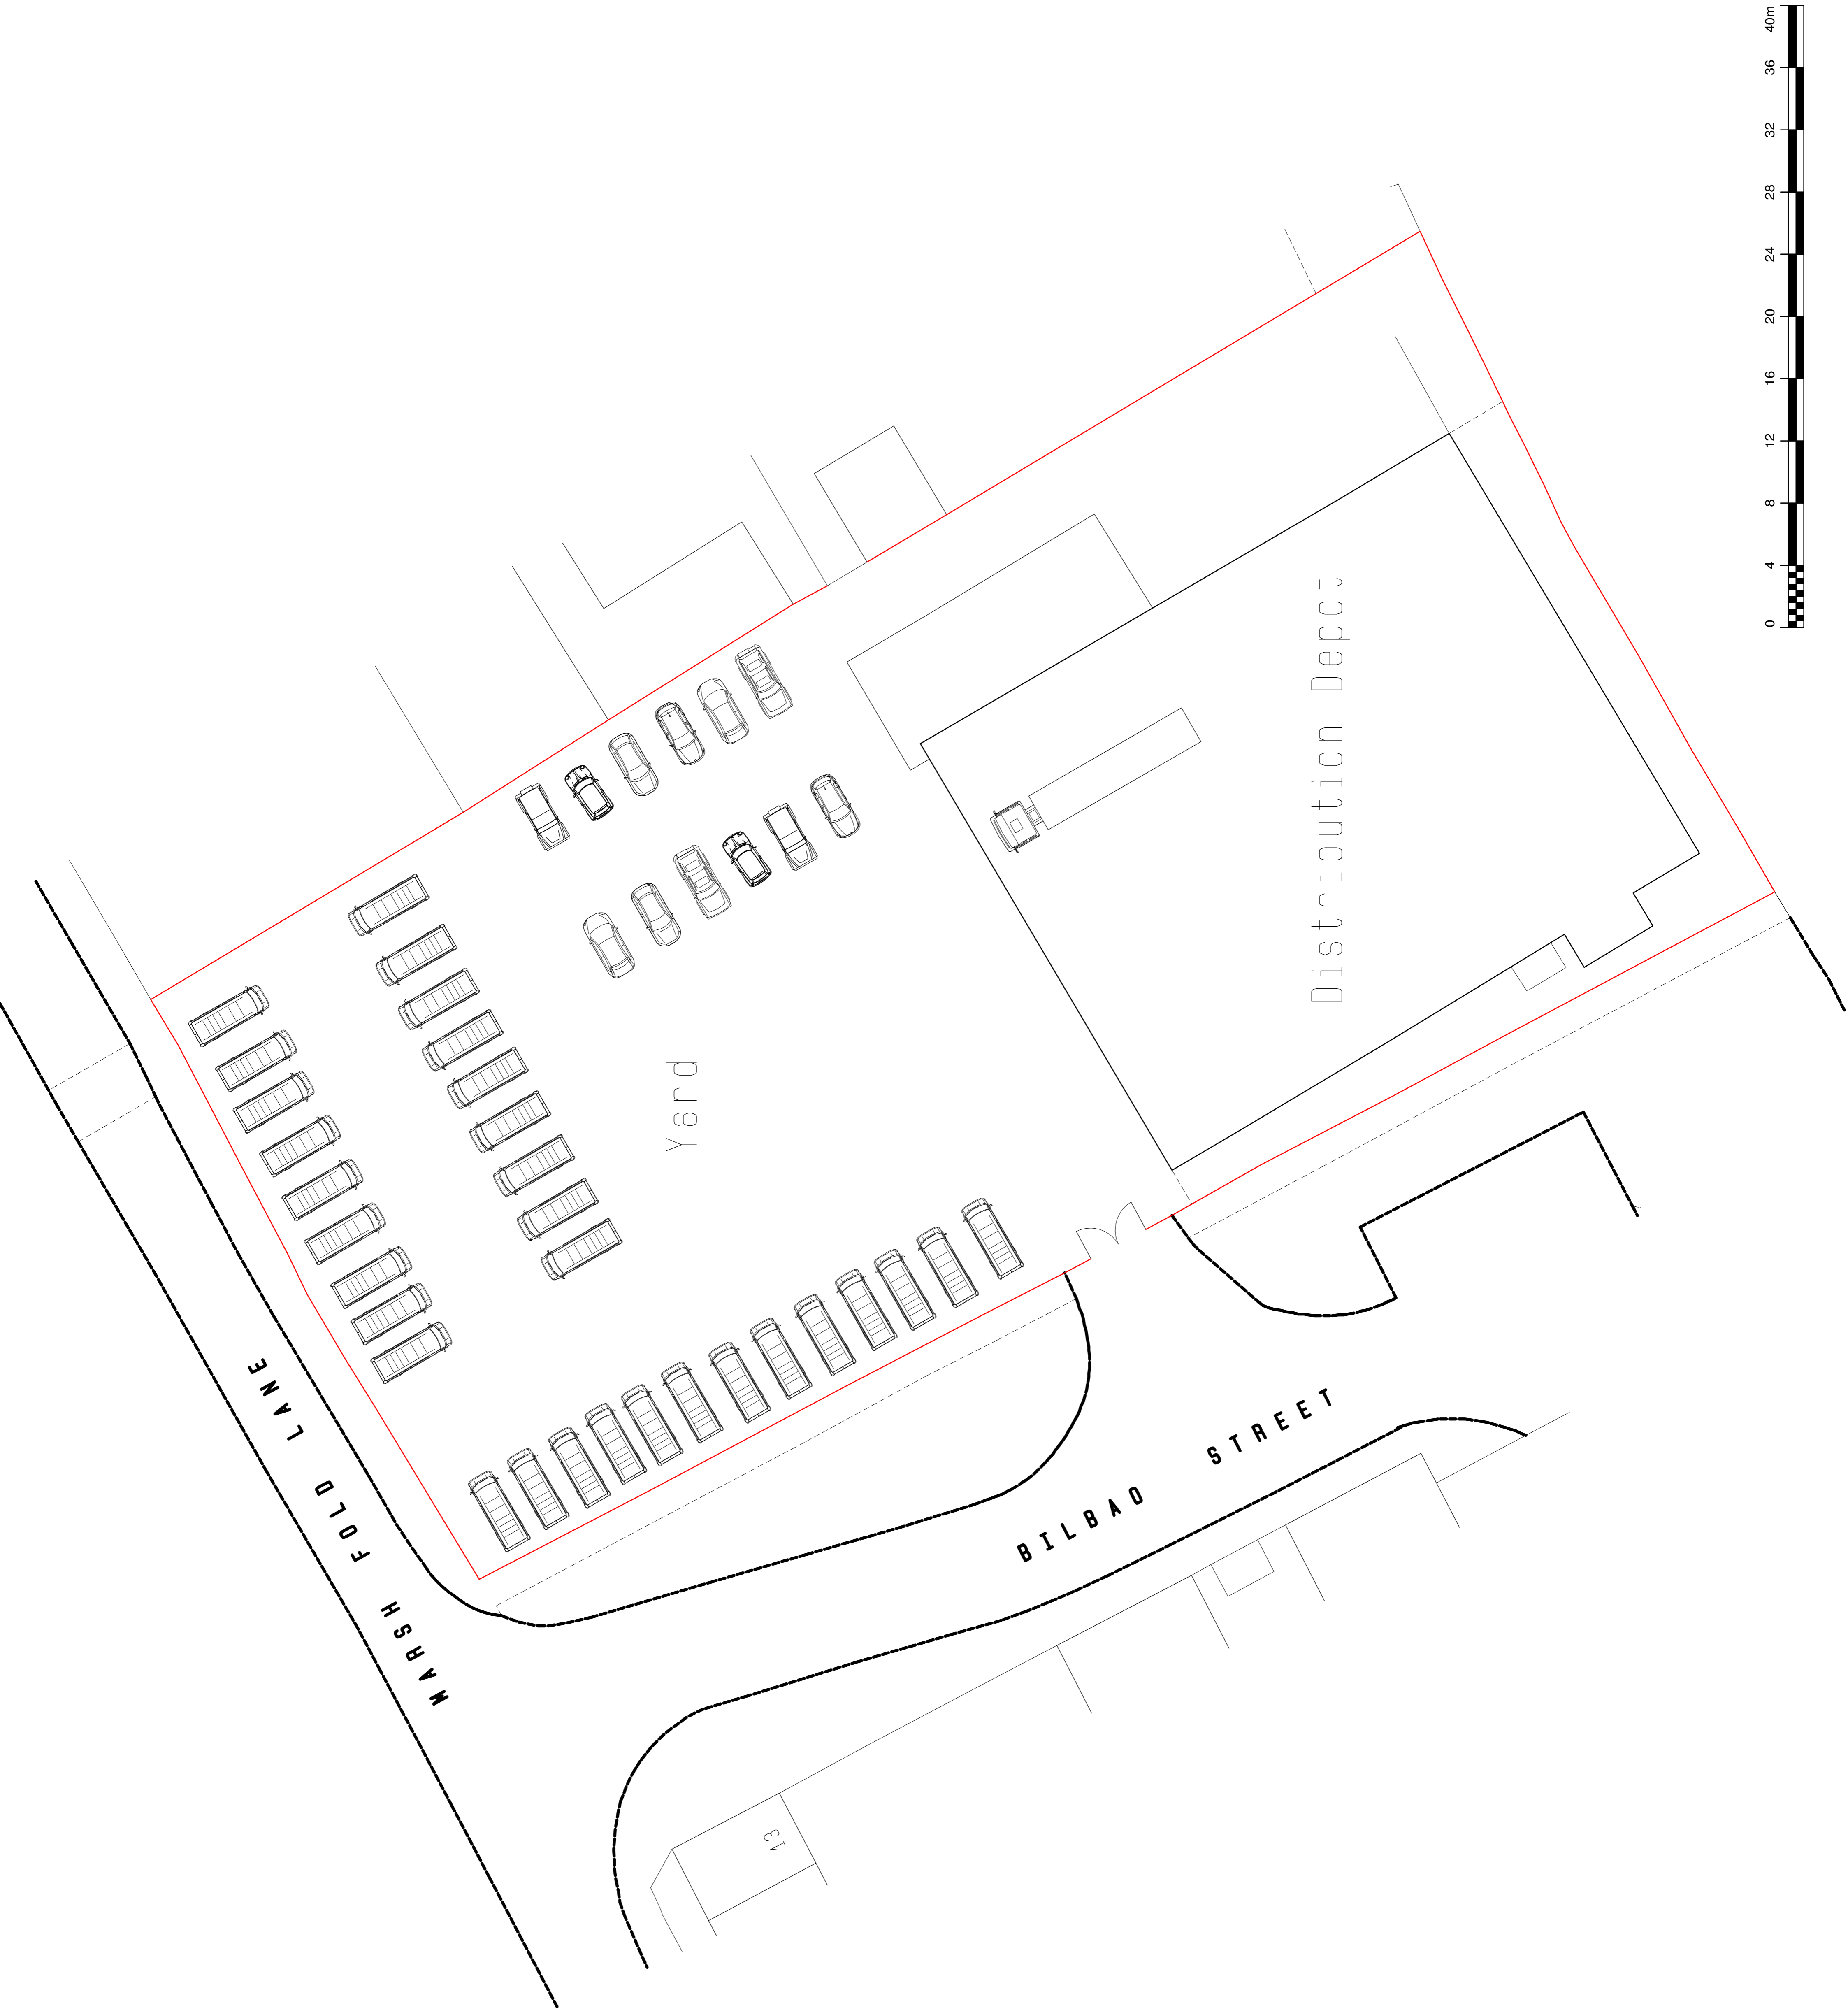 0 4 8 12 16 20 24 28 32 36 40m
MARSH FOLD LANE
Yard
Distribution Depot
BILBAO STREET
13